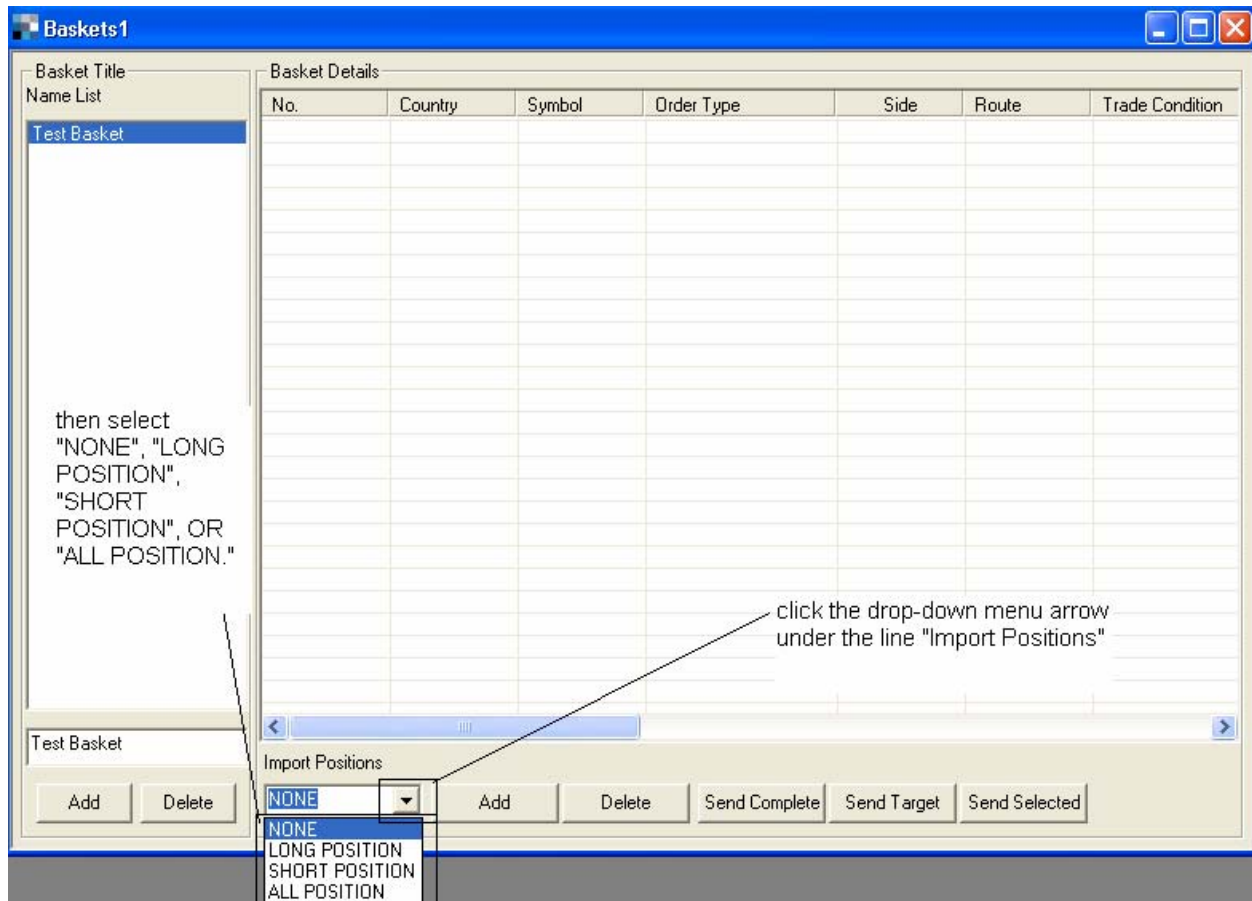 Baskets1
Basket Title
Name List
Test Basket
then select
"NONE", "LONG
POSITION",
"SHORT
POSITION", OR
"ALL POSITION."
Test Basket
Add Delete
Basket Details
No. Country Symbol Order Type Side Route Trade Condition
click the drop-down menu arrow
under the line "Import Positions"
Import Positions
NONE Add Delete Send Complete Send Target Send Selected
NONE
LONG POSITION
SHORT POSITION
ALL POSITION